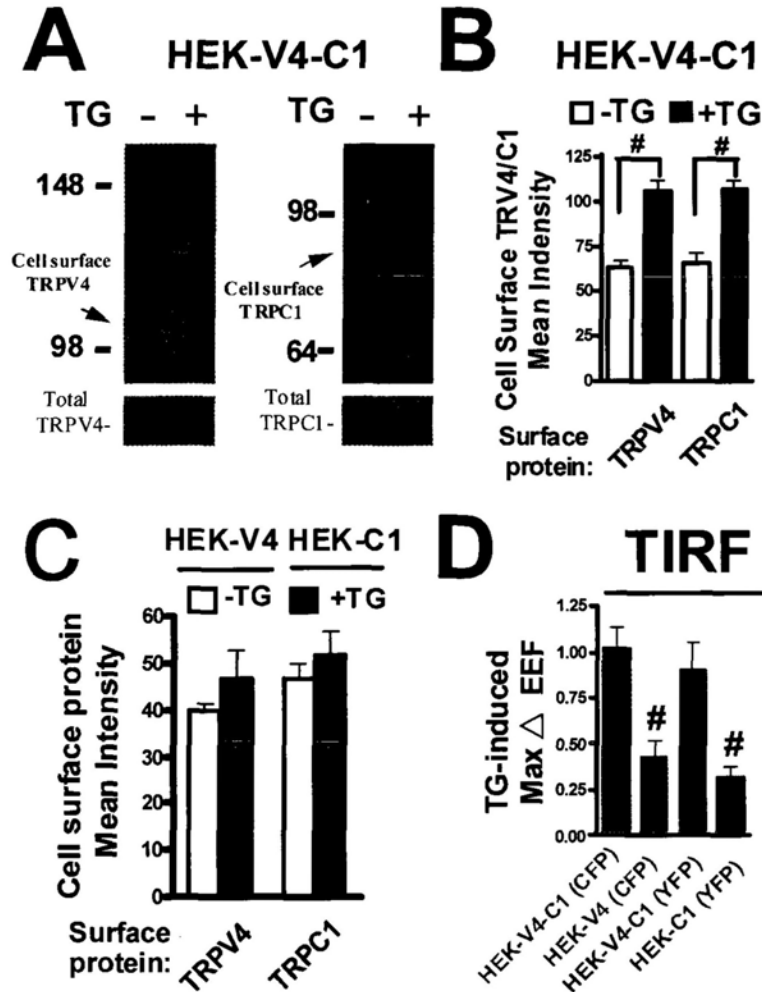 A
HEK-V4-C1
TG - +
TG - +
148
Cell surface
TRPV4
98
Total
TRPV4-
98
Cell surface
TRPC1
64
Total
TRPC1-
B
HEK-V4-C1
-TG +TG
# #
Cell Surface TRV4/C1
Mean Indensity
125
100
75
50
25
0
Surface
protein:
TRPV4
TRPC1
C
HEK-V4 HEK-C1
-TG +TG
Cell surface protein
Mean Intensity
60
50
40
30
20
10
0
Surface
protein:
TRPV4
TRPC1
D
TIRF
TG-induced
Max △ EEF
1.25
1.00
0.75
0.50
0.25
0.00
# #
HEK-V4-C1 (CFP)
HEK-V4 (CFP)
HEK-V4-C1 (YFP)
HEK-C1 (YFP)